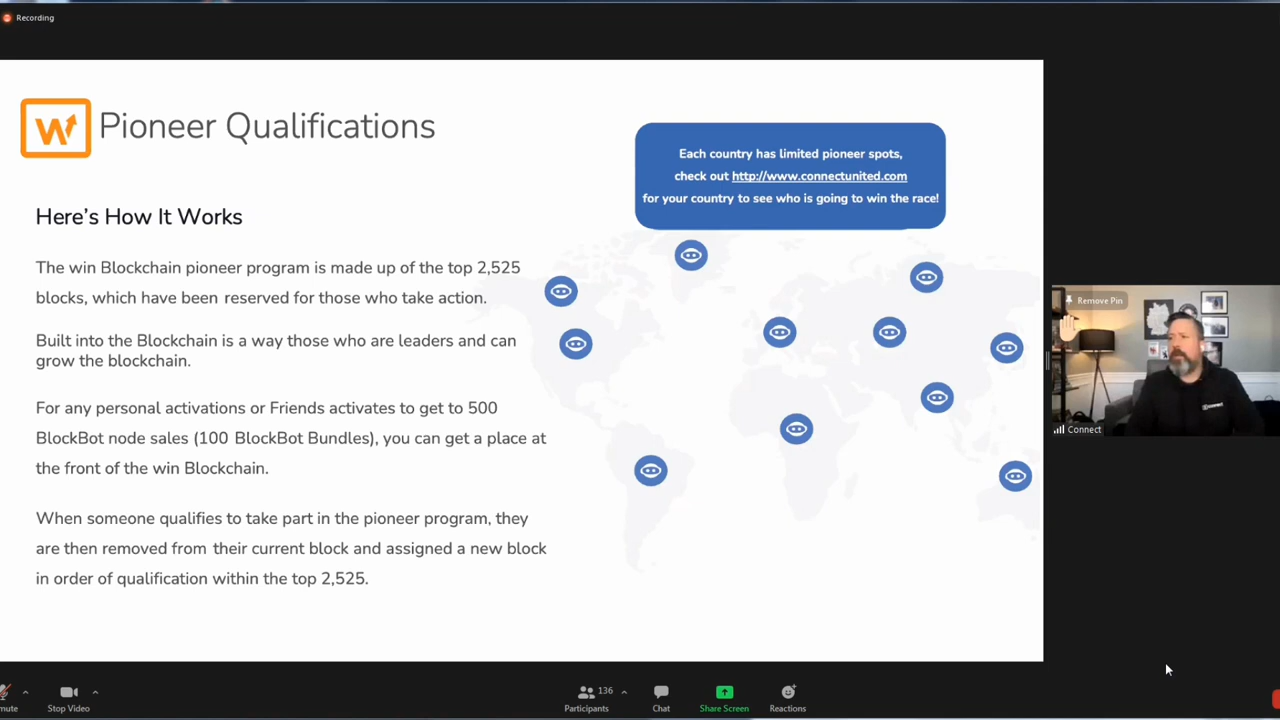 Recording
W
Pioneer Qualifications
Each country has limited pioneer spots,
check out http://www.connectunited.com
for your country to see who is going to win the race!
Here's How It Works
The win Blockchain pioneer program is made up of the top 2,525
blocks, which have been reserved for those who take action.
Built into the Blockchain is a way those who are leaders and can
grow the blockchain.
For any personal activations or Friends activates to get to 500
BlockBot node sales (100 BlockBot Bundles), you can get a place at
the front of the win Blockchain.
When someone qualifies to take part in the pioneer program, they
are then removed from their current block and assigned a new block
in order of qualification within the top 2,525.
Remove Pin
Connect
mute
Stop Video
136
Participants
Chat
Share Screen
Reactions